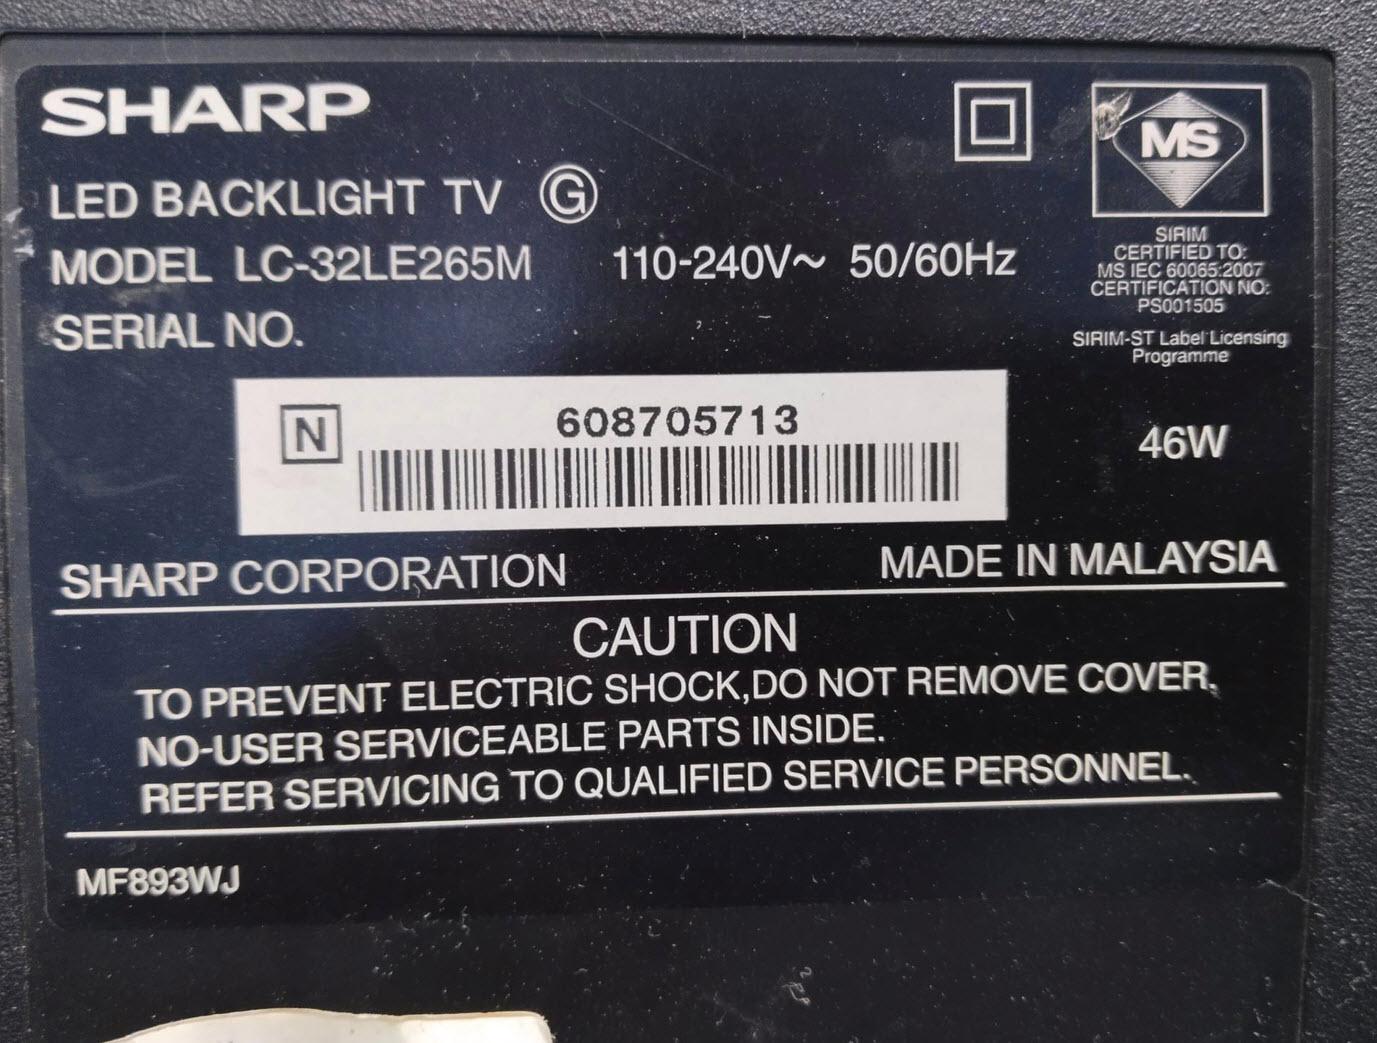 SHARP
LED BACKLIGHT TV G
MODEL LC-32LE265M 110-240V~ 50/60Hz
SERIAL NO.
MS
SIRIM
CERTIFIED TO:
MS IEC 60065:2007
CERTIFICATION NO:
PS001505
SIRIM-ST Label Licensing
Programme
N 608705713
46W
SHARP CORPORATION MADE IN MALAYSIA
CAUTION
TO PREVENT ELECTRIC SHOCK,DO NOT REMOVE COVER,
NO-USER SERVICEABLE PARTS INSIDE.
REFER SERVICING TO QUALIFIED SERVICE PERSONNEL.
MF893WJ